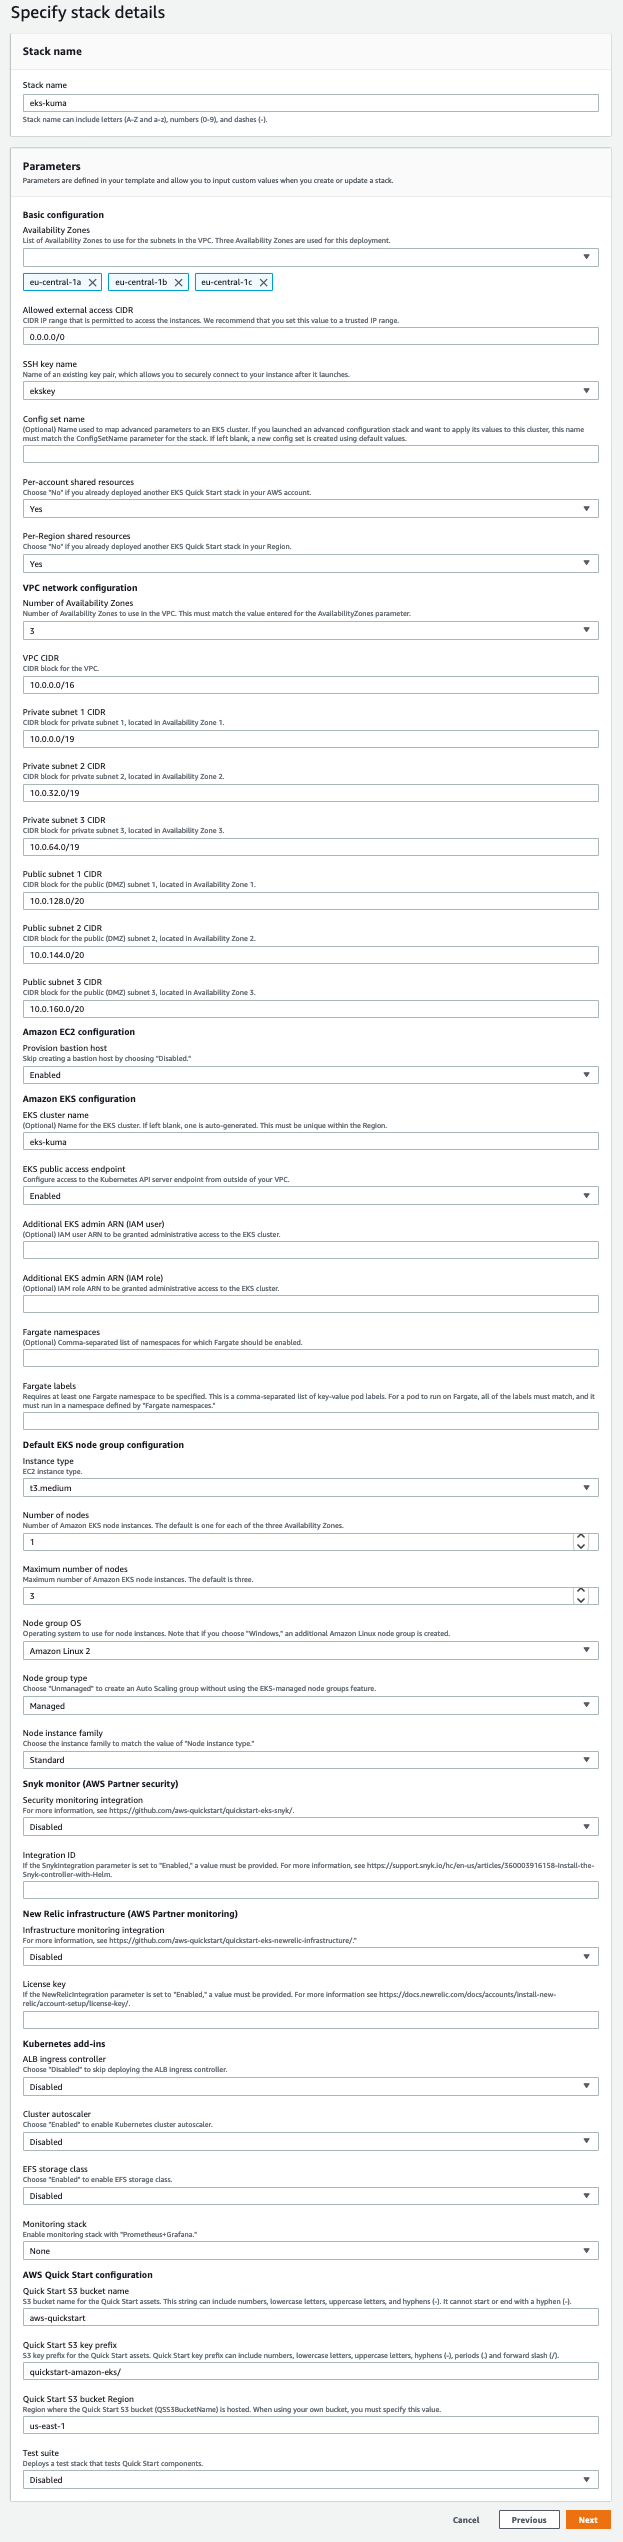 Specify stack details
Stack name
Stack name
eks-kuma
Stack name can include letters (A-Z and a-z), numbers (0-9), and dashes (-).
Parameters
Parameters are defined in your template and allow you to input custom values when you create or update a stack.
Basic configuration
Availability Zones
List of Availability Zones to use for the subnets in the VPC. Three Availability Zones are used for this deployment.
eu-central-1a eu-central-1b eu-central-1c
Allowed external access CIDR
CIDR IP range that is permitted to access the instances. We recommend that you set this value to a trusted IP range.
0.0.0.0/0
SSH key name
Name of an existing key pair, which allows you to securely connect to your instance after it launches.
ekskey
Config set name
(Optional) Name used to map advanced parameters to an EKS cluster. If you launched an advanced configuration stack and want to apply its values to this cluster, this name
must match the ConfigSetName parameter for the stack. If left blank, a new config set is created using default values.
Per-account shared resources
Choose "No" if you already deployed another EKS Quick Start stack in your AWS account.
Yes
Per-Region shared resources
Choose "No" if you already deployed another EKS Quick Start stack in your Region.
Yes
VPC network configuration
Number of Availability Zones
Number of Availability Zones to use in the VPC. This must match the value entered for the AvailabilityZones parameter.
3
VPC CIDR
CIDR block for the VPC.
10.0.0.0/16
Private subnet 1 CIDR
CIDR block for private subnet 1, located in Availability Zone 1.
10.0.0.0/19
Private subnet 2 CIDR
CIDR block for private subnet 2, located in Availability Zone 2.
10.0.32.0/19
Private subnet 3 CIDR
CIDR block for private subnet 3, located in Availability Zone 3.
10.0.64.0/19
Public subnet 1 CIDR
CIDR block for the public (DMZ) subnet 1, located in Availability Zone 1.
10.0.128.0/20
Public subnet 2 CIDR
CIDR block for the public (DMZ) subnet 2, located in Availability Zone 2.
10.0.144.0/20
Public subnet 3 CIDR
CIDR block for the public (DMZ) subnet 3, located in Availability Zone 3.
10.0.160.0/20
Amazon EC2 configuration
Provision bastion host
Skip creating a bastion host by choosing "Disabled."
Enabled
Amazon EKS configuration
EKS cluster name
(Optional) Name for the EKS cluster. If left blank, one is auto-generated. This must be unique within the Region.
eks-kuma
EKS public access endpoint
Configure access to the Kubernetes API server endpoint from outside of your VPC.
Enabled
Additional EKS admin ARN (IAM user)
(Optional) IAM user ARN to be granted administrative access to the EKS cluster.
Additional EKS admin ARN (IAM role)
(Optional) IAM role ARN to be granted administrative access to the EKS cluster.
Fargate namespaces
(Optional) Comma-separated list of namespaces for which Fargate should be enabled.
Fargate labels
Requires at least one Fargate namespace to be specified. This is a comma-separated list of key-value pod labels. For a pod to run on Fargate, all of the labels must match, and it
must run in a namespace defined by "Fargate namespaces."
Default EKS node group configuration
Instance type
EC2 instance type.
t3.medium
Number of nodes
Number of Amazon EKS node instances. The default is one for each of the three Availability Zones.
1
Maximum number of nodes
Maximum number of Amazon EKS node instances. The default is three.
3
Node group OS
Operating system to use for node instances. Note that if you choose "Windows," an additional Amazon Linux node group is created.
Amazon Linux 2
Node group type
Choose "Unmanaged" to create an Auto Scaling group without using the EKS-managed node groups feature.
Managed
Node instance family
Choose the instance family to match the value of "Node instance type."
Standard
Snyk monitor (AWS Partner security)
Security monitoring integration
For more information, see https://github.com/aws-quickstart/quickstart-eks-snyk/.
Disabled
Integration ID
If the SnykIntegration parameter is set to "Enabled," a value must be provided. For more information, see https://support.snyk.io/hc/en-us/articles/360003916158-Install-the-
Snyk-controller-with-Helm.
New Relic infrastructure (AWS Partner monitoring)
Infrastructure monitoring integration
For more information, see https://github.com/aws-quickstart/quickstart-eks-newrelic-infrastructure/."
Disabled
License key
If the NewRelicIntegration parameter is set to "Enabled," a value must be provided. For more information see https://docs.newrelic.com/docs/accounts/install-new-
relic/account-setup/license-key/.
Kubernetes add-ins
ALB ingress controller
Choose "Disabled" to skip deploying the ALB ingress controller.
Disabled
Cluster autoscaler
Choose "Enabled" to enable Kubernetes cluster autoscaler.
Disabled
EFS storage class
Choose "Enabled" to enable EFS storage class.
Disabled
Monitoring stack
Enable monitoring stack with "Prometheus+Grafana."
None
AWS Quick Start configuration
Quick Start S3 bucket name
S3 bucket name for the Quick Start assets. This string can include numbers, lowercase letters, uppercase letters, and hyphens (-). It cannot start or end with a hyphen (-).
aws-quickstart
Quick Start S3 key prefix
S3 key prefix for the Quick Start assets. Quick Start key prefix can include numbers, lowercase letters, uppercase letters, hyphens (-), periods (.) and forward slash (/).
quickstart-amazon-eks/
Quick Start S3 bucket Region
Region where the Quick Start S3 bucket (QSS3BucketName) is hosted. When using your own bucket, you must specify this value.
us-east-1
Test suite
Deploys a test stack that tests Quick Start components.
Disabled
Cancel Previous Next